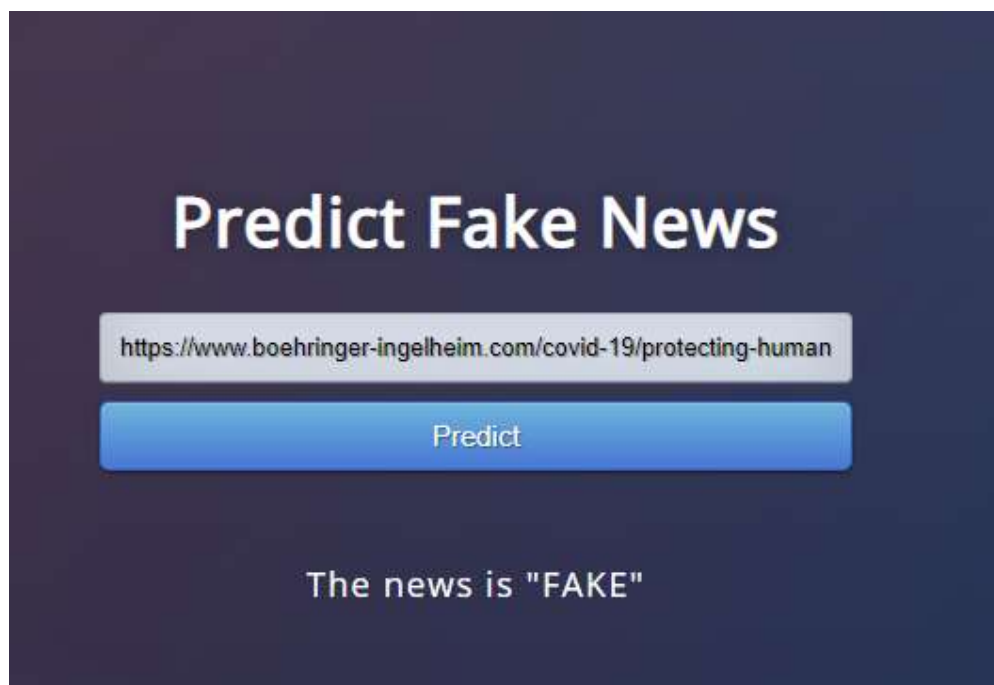 Predict Fake News
https://www.boehringer-ingelheim.com/covid-19/protecting-human
Predict
The news is "FAKE"